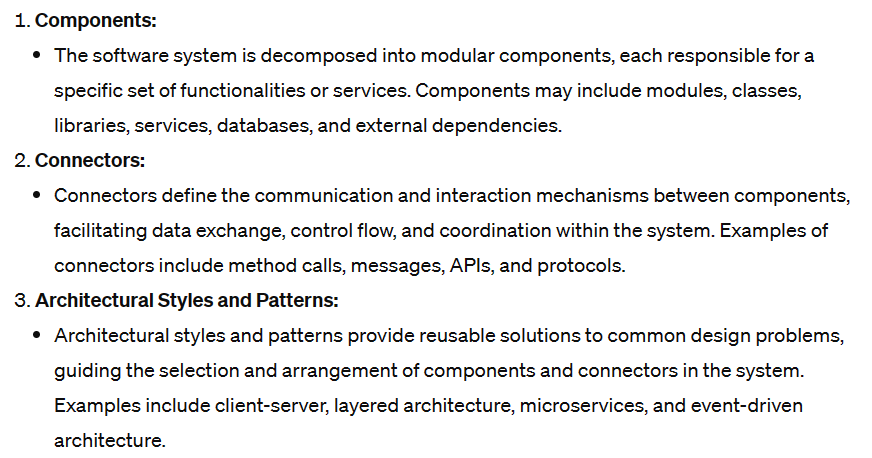 1. Components:
• The software system is decomposed into modular components, each responsible for a
specific set of functionalities or services. Components may include modules, classes,
libraries, services, databases, and external dependencies.
2. Connectors:
• Connectors define the communication and interaction mechanisms between components,
facilitating data exchange, control flow, and coordination within the system. Examples of
connectors include method calls, messages, APIs, and protocols.
3. Architectural Styles and Patterns:
• Architectural styles and patterns provide reusable solutions to common design problems,
guiding the selection and arrangement of components and connectors in the system.
Examples include client-server, layered architecture, microservices, and event-driven
architecture.